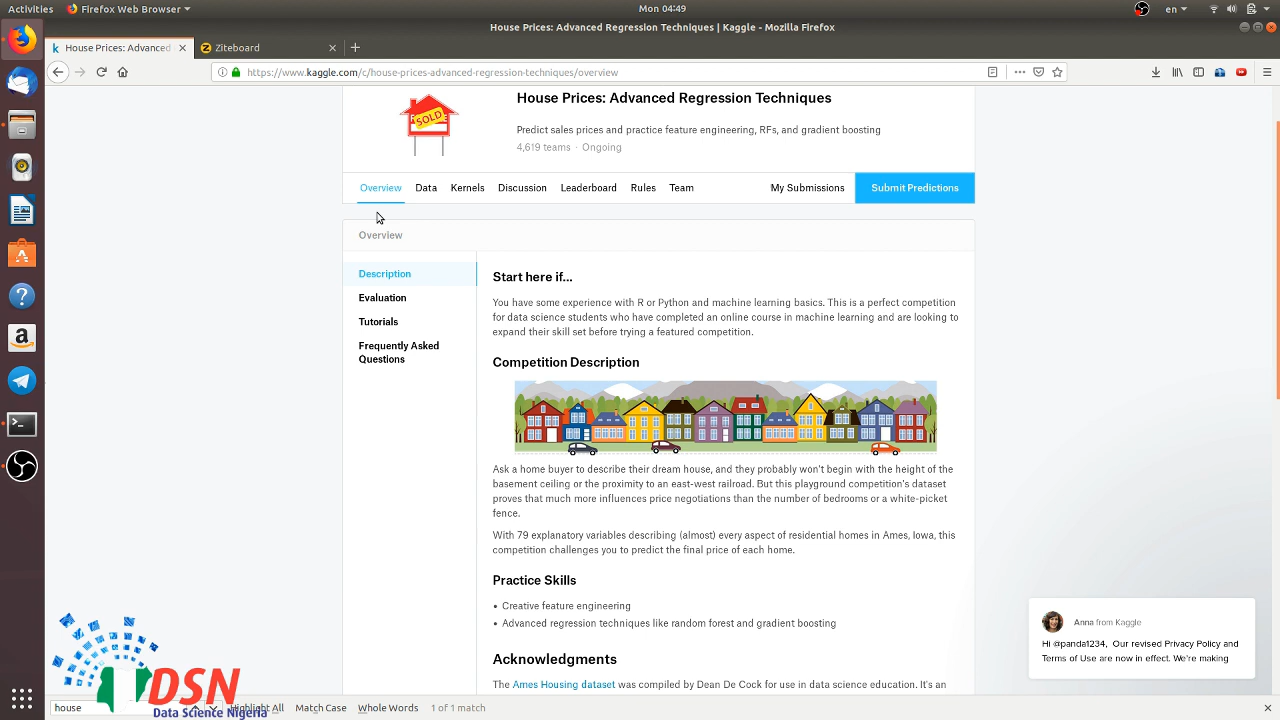 Activities Firefox Web Browser MON 04:49 en
House Prices: Advanced Regression Techniques | Kaggle - Mozilla Firefox
k House Prices: Advanced × Z Ziteboard × +
https://www.kaggle.com/c/house-prices-advanced-regression-techniques/overview
SOLD
House Prices: Advanced Regression Techniques
Predict sales prices and practice feature engineering, RFs, and gradient boosting
4,619 teams · Ongoing
Overview Data Kernels Discussion Leaderboard Rules Team My Submissions Submit Predictions
Overview
Description
Evaluation
Tutorials
Frequently Asked
Questions
Start here if...
You have some experience with R or Python and machine learning basics. This is a perfect competition
for data science students who have completed an online course in machine learning and are looking to
expand their skill set before trying a featured competition.
Competition Description
Ask a home buyer to describe their dream house, and they probably won't begin with the height of the
basement ceiling or the proximity to an east-west railroad. But this playground competition's dataset
proves that much more influences price negotiations than the number of bedrooms or a white-picket
fence.
With 79 explanatory variables describing (almost) every aspect of residential homes in Ames, Iowa, this
competition challenges you to predict the final price of each home.
Practice Skills
• Creative feature engineering
• Advanced regression techniques like random forest and gradient boosting
Acknowledgments
The Ames Housing dataset was compiled by Dean De Cock for use in data science education. It's an
Anna from Kaggle
Hi @panda1234, Our revised Privacy Policy and
Terms of Use are now in effect. We're making
DSN
Data Science Nigeria
house Highlight All Match Case Whole Words 1 of 1 match